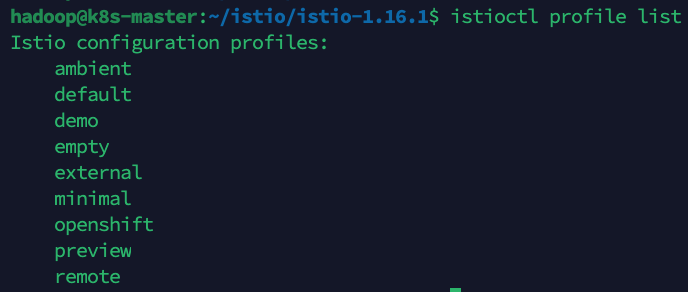 hadoop@k8s-master:~/istio/istio-1.16.1$ istioctl profile list
Istio configuration profiles:
    ambient
    default
    demo
    empty
    external
    minimal
    openshift
    preview
    remote